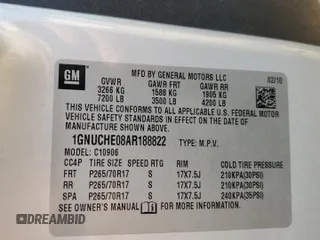 GM
MFD BY GENERAL MOTORS LLC
02/10
GVWR GAWR FRT GAWR RR
3266 KG 1588 KG 1905 KG
7200 LB 3500 LB 4200 LB
THIS VEHICLE CONFORMS TO ALL APPLICABLE U.S. FEDERAL MOTOR
VEHICLE SAFETY STANDARDS IN EFFECT ON THE DATE OF
MANUFACTURE SHOWN ABOVE.
1GNUCHE08AR188822 TYPE: M.P.V.
MODEL: C10906
CC4P TIRE SIZE SPEED RTG RIM COLD TIRE PRESSURE
FRT P265/70R17 S 17X7.5J 210KPA(30PSI)
RR P265/70R17 S 17X7.5J 210KPA(30PSI)
SPA P265/70R17 S 17X7.5J 240KPA(35PSI)
SEE OWNER'S MANUAL FOR MORE INFORMATION.
DREAMBID